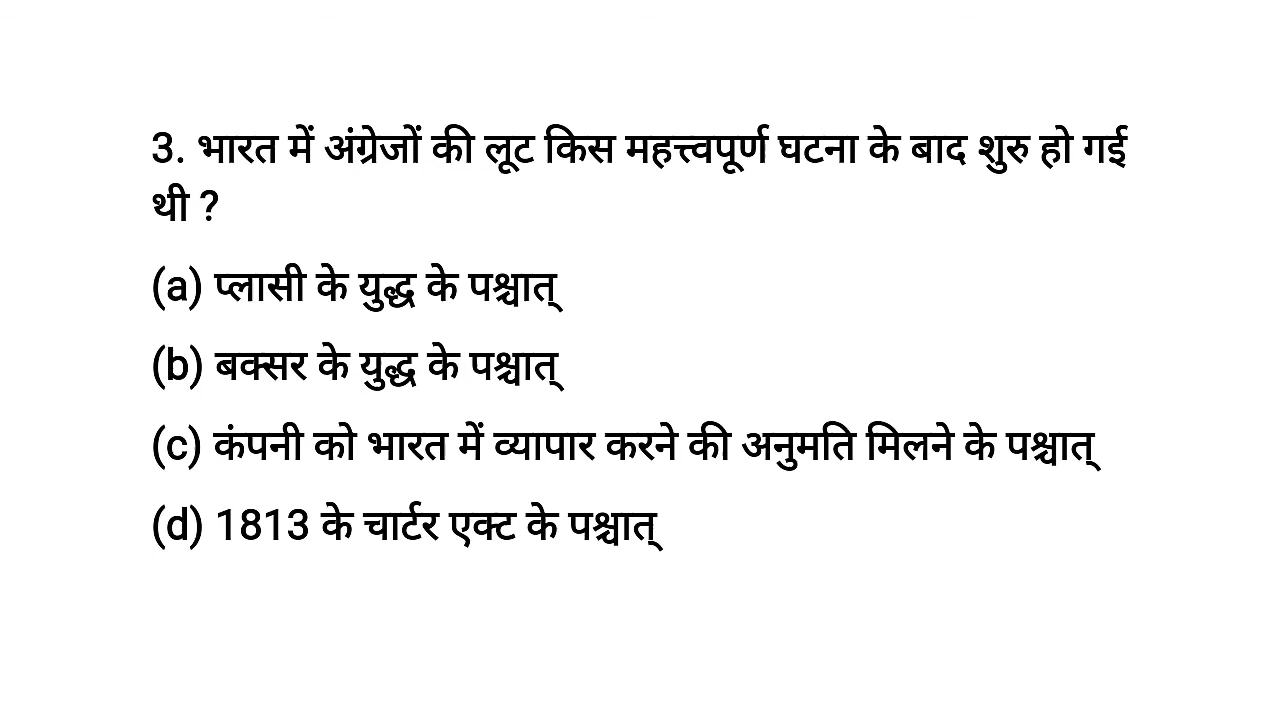 3. भारत में अंग्रेजों की लूट किस महत्त्वपूर्ण घटना के बाद शुरु हो गई
थी ?
(a) प्लासी के युद्ध के पश्चात्
(b) बक्सर के युद्ध के पश्चात्
(c) कंपनी को भारत में व्यापार करने की अनुमति मिलने के पश्चात्
(d) 1813 के चार्टर एक्ट के पश्चात्